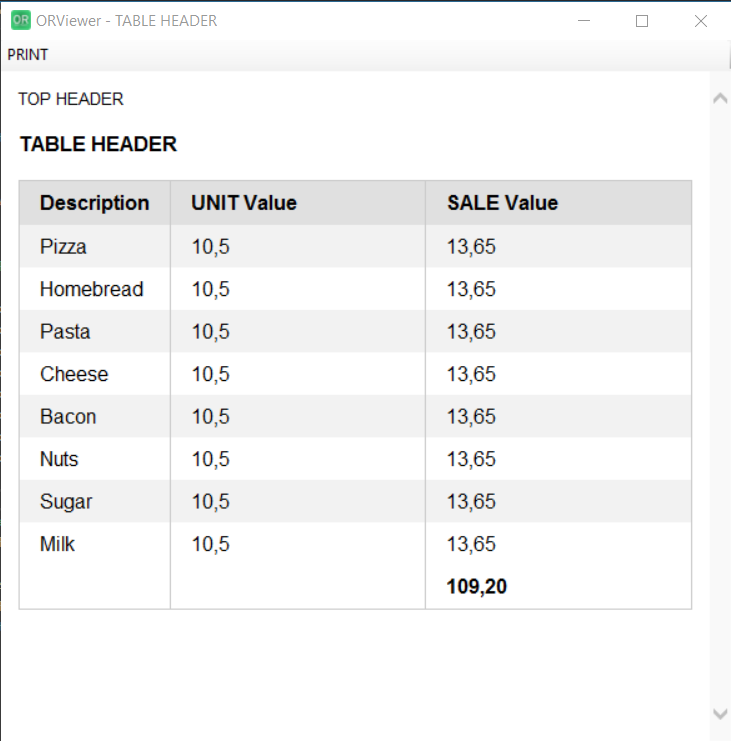 OR ORViewer - TABLE HEADER
PRINT
TOP HEADER
TABLE HEADER
Description UNIT Value SALE Value
Pizza 10,5 13,65
Homebread 10,5 13,65
Pasta 10,5 13,65
Cheese 10,5 13,65
Bacon 10,5 13,65
Nuts 10,5 13,65
Sugar 10,5 13,65
Milk 10,5 13,65
109,20